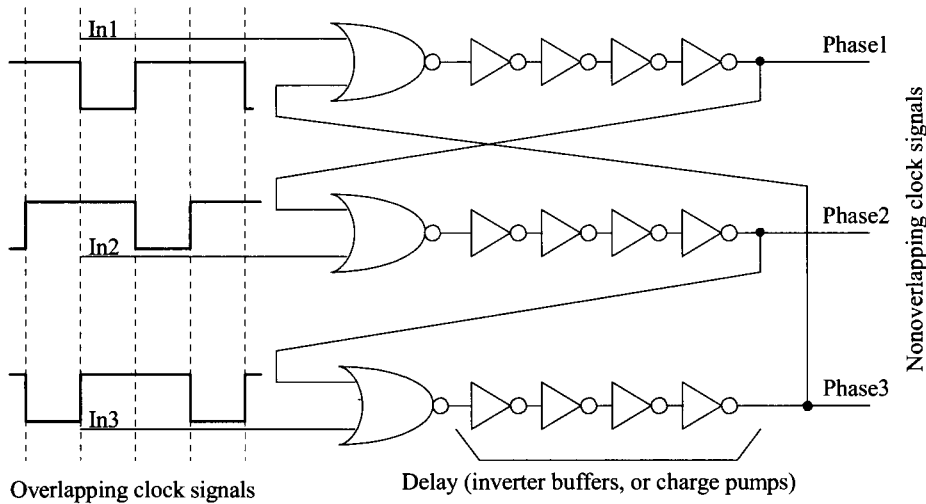 In1
Phase1
Nonoverlapping clock signals
Phase2
In2
Phase3
In3
Overlapping clock signals
Delay (inverter buffers, or charge pumps)